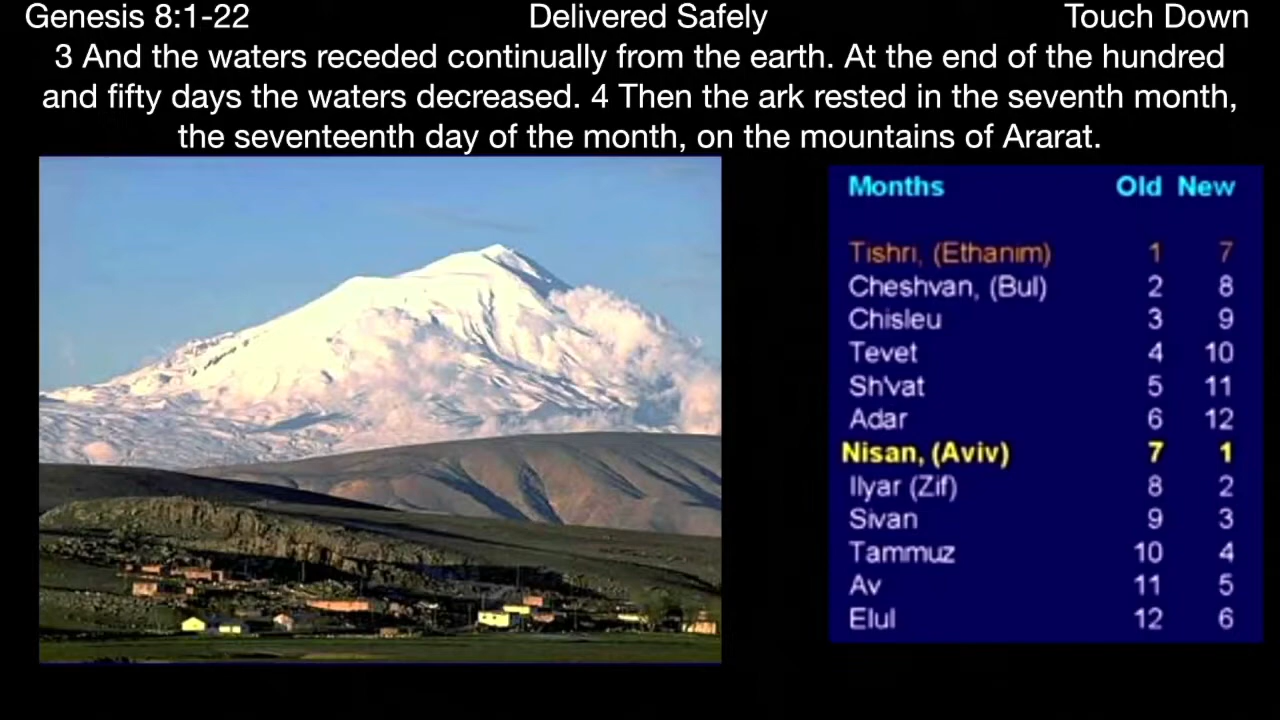 Genesis 8:1-22 Delivered Safely Touch Down
3 And the waters receded continually from the earth. At the end of the hundred
and fifty days the waters decreased. 4 Then the ark rested in the seventh month,
the seventeenth day of the month, on the mountains of Ararat.
Months Old New
Tishri, (Ethanim) 1 7
Cheshvan, (Bul) 2 8
Chisleu 3 9
Tevet 4 10
Sh'vat 5 11
Adar 6 12
Nisan, (Aviv) 7 1
Ilyar (Zif) 8 2
Sivan 9 3
Tammuz 10 4
Av 11 5
Elul 12 6